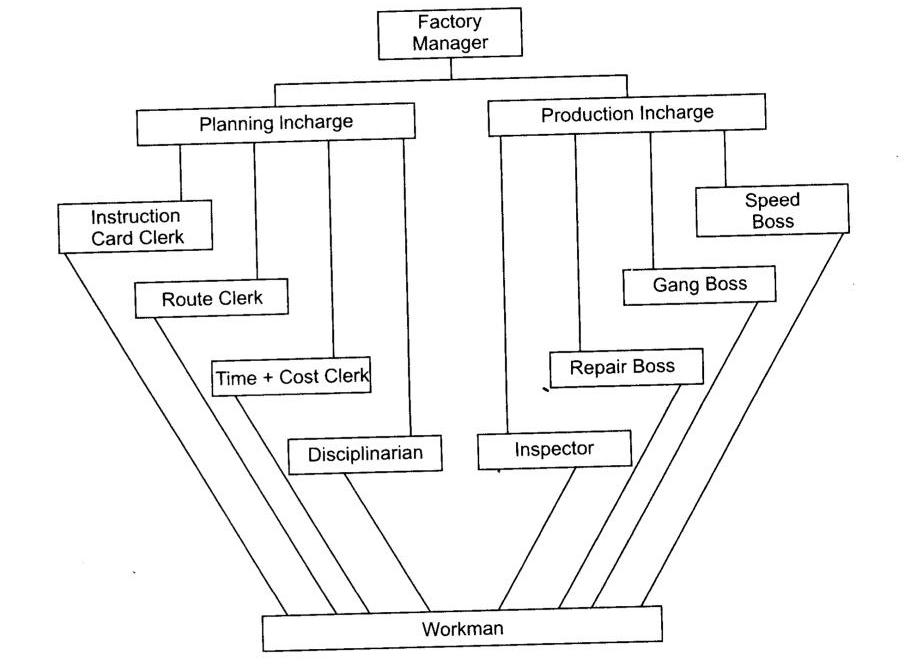 Factory
Manager
Planning Incharge
Production Incharge
Instruction
Card Clerk
Speed
Boss
Route Clerk
Gang Boss
Time + Cost Clerk
Repair Boss
Disciplinarian
Inspector
Workman